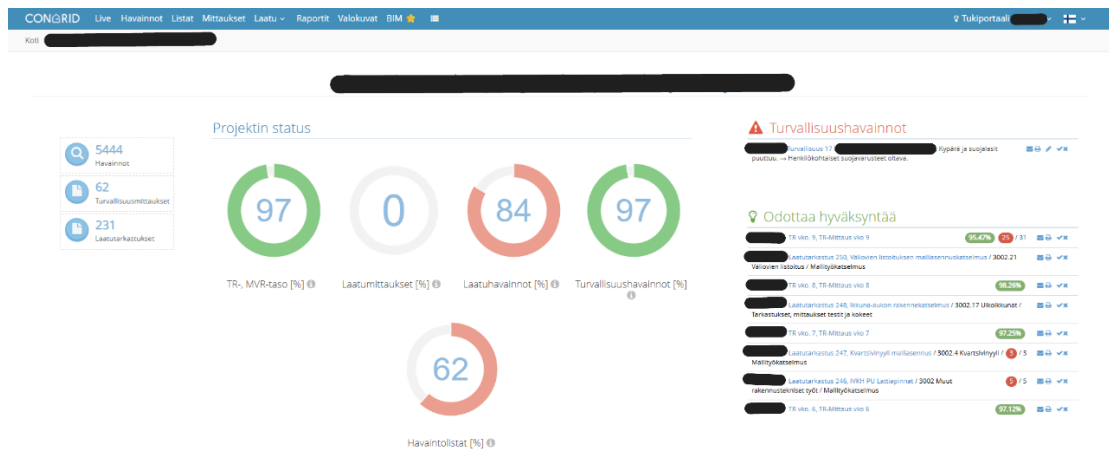 CONGRID Live Havainnot Listat Mittaukset Laatu Raportit Valokuvat BIM Tukiportaali
Koti
Projektin status
5444
Havainnot
62
Turvallisuusmittaukset
231
Laatutarkastukset
97
TR-, MVR-taso [%]
0
Laatumittaukset [%]
84
Laatuhavainnot [%]
97
Turvallisuushavainnot [%]
62
Havaintolistat [%]
Turvallisuushavainnot
Turvallisuus 17 Kypärä ja suojalasit
puuttuu. → Henkilökohtaiset suojavarusteet oltava.
Odottaa hyväksyntää
TR vko. 9, TR-Mittaus vko 9 95.47% 25 / 31
Laatutarkastus 250, Väliovien listoituksen malliasennuskatselmus / 3002.21
Väliovien listoitus / Mallityökatselmus
TR vko. 8, TR-Mittaus vko 8 98.26%
Laatutarkastus 248, Ikkuna-aukon rakennekatselmus / 3002.17 Ulkoikkunat /
Tarkastukset, mittaukset testit ja kokeet
TR vko. 7, TR-Mittaus vko 7 97.25%
Laatutarkastus 247, Kvartsivinyyli malliasennus / 3002.4 Kvartsivinyyli / 3 / 5
Mallityökatselmus
Laatutarkastus 246, IVKH PU Lattiapinnat / 3002 Muut 5 / 5
rakennustekniset työt / Mallityökatselmus
TR vko. 6, TR-Mittaus vko 6 97.12%